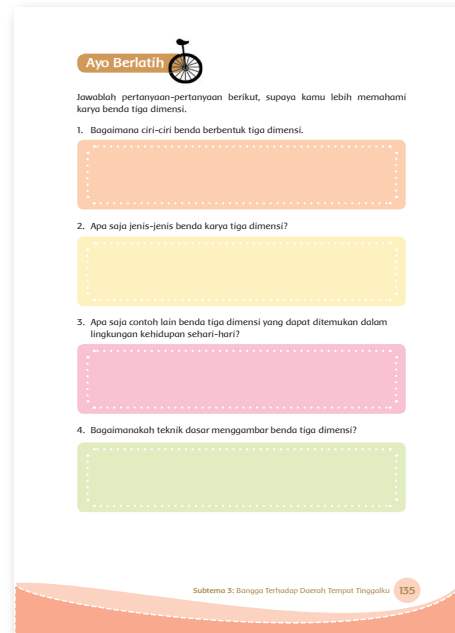 Ayo Berlatih
Jawablah pertanyaan-pertanyaan berikut, supaya kamu lebih memahami
karya benda tiga dimensi.
1. Bagaimana ciri-ciri benda berbentuk tiga dimensi.
2. Apa saja jenis-jenis benda karya tiga dimensi?
3. Apa saja contoh lain benda tiga dimensi yang dapat ditemukan dalam
lingkungan kehidupan sehari-hari?
4. Bagaimanakah teknik dasar menggambar benda tiga dimensi?
Subtema 3: Bangga Terhadap Daerah Tempat Tinggalku 135